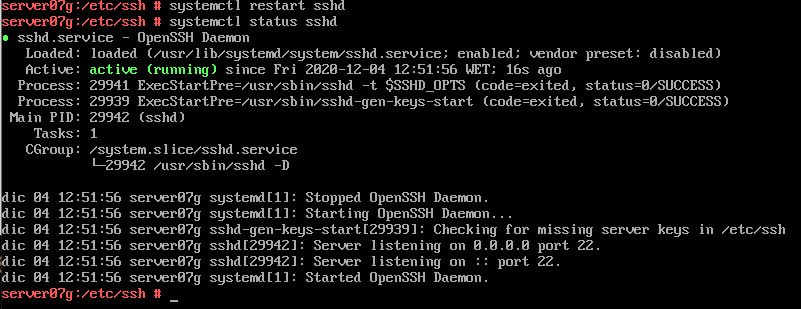 server07g:/etc/ssh # systemctl restart sshd
server07g:/etc/ssh # systemctl status sshd
● sshd.service - OpenSSH Daemon
   Loaded: loaded (/usr/lib/systemd/system/sshd.service; enabled; vendor preset: disabled)
   Active: active (running) since Fri 2020-12-04 12:51:56 WET; 16s ago
  Process: 29941 ExecStartPre=/usr/sbin/sshd -t $SSHD_OPTS (code=exited, status=0/SUCCESS)
  Process: 29939 ExecStartPre=/usr/sbin/sshd-gen-keys-start (code=exited, status=0/SUCCESS)
 Main PID: 29942 (sshd)
    Tasks: 1
   CGroup: /system.slice/sshd.service
           └─29942 /usr/sbin/sshd -D

dic 04 12:51:56 server07g systemd[1]: Stopped OpenSSH Daemon.
dic 04 12:51:56 server07g systemd[1]: Starting OpenSSH Daemon...
dic 04 12:51:56 server07g sshd-gen-keys-start[29939]: Checking for missing server keys in /etc/ssh
dic 04 12:51:56 server07g sshd[29942]: Server listening on 0.0.0.0 port 22.
dic 04 12:51:56 server07g sshd[29942]: Server listening on :: port 22.
dic 04 12:51:56 server07g systemd[1]: Started OpenSSH Daemon.
server07g:/etc/ssh # _